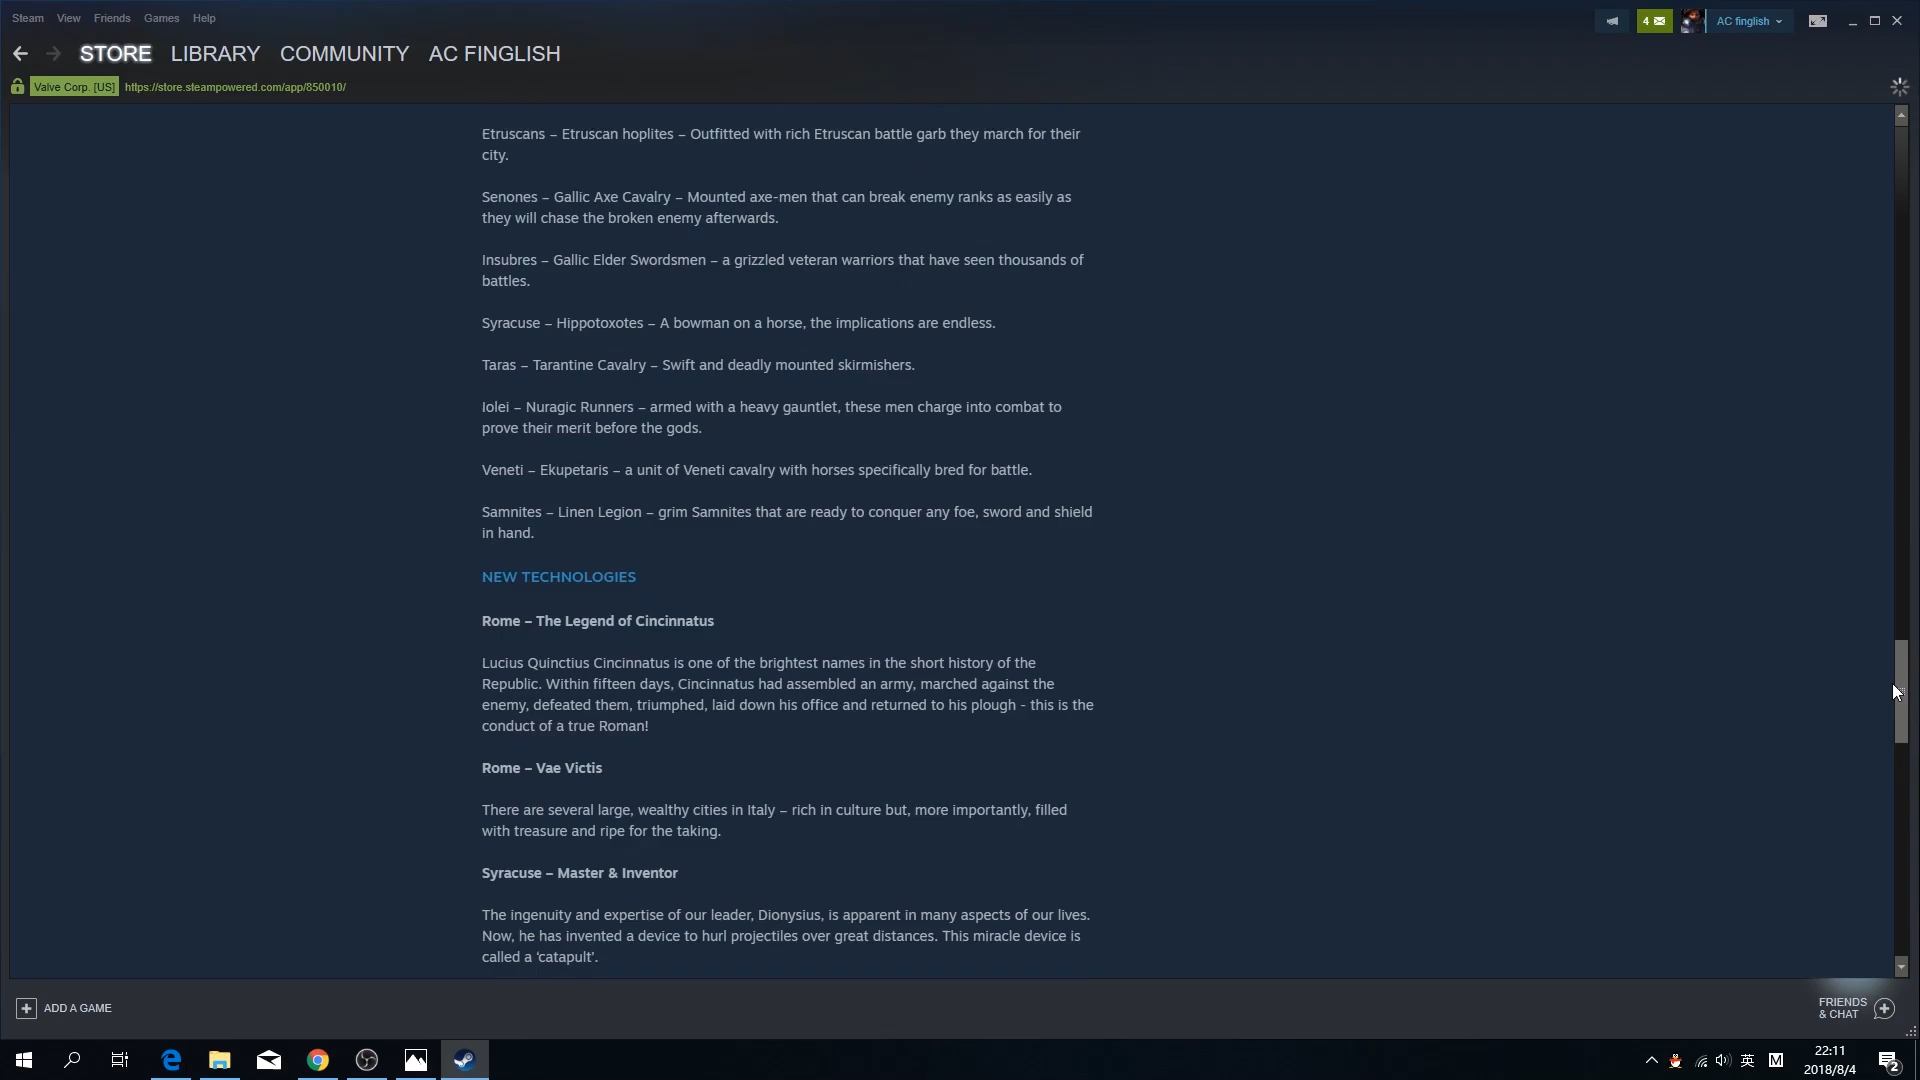 Steam View Friends Games Help
4 AC finglish
STORE LIBRARY COMMUNITY AC FINGLISH
Valve Corp. [US] https://store.steampowered.com/app/850010/
Etruscans – Etruscan hoplites – Outfitted with rich Etruscan battle garb they march for their
city.
Senones – Gallic Axe Cavalry – Mounted axe-men that can break enemy ranks as easily as
they will chase the broken enemy afterwards.
Insubres – Gallic Elder Swordsmen – a grizzled veteran warriors that have seen thousands of
battles.
Syracuse – Hippotoxotes – A bowman on a horse, the implications are endless.
Taras – Tarantine Cavalry – Swift and deadly mounted skirmishers.
Iolei – Nuragic Runners – armed with a heavy gauntlet, these men charge into combat to
prove their merit before the gods.
Veneti – Ekupetaris – a unit of Veneti cavalry with horses specifically bred for battle.
Samnites – Linen Legion – grim Samnites that are ready to conquer any foe, sword and shield
in hand.
NEW TECHNOLOGIES
Rome – The Legend of Cincinnatus
Lucius Quinctius Cincinnatus is one of the brightest names in the short history of the
Republic. Within fifteen days, Cincinnatus had assembled an army, marched against the
enemy, defeated them, triumphed, laid down his office and returned to his plough - this is the
conduct of a true Roman!
Rome – Vae Victis
There are several large, wealthy cities in Italy – rich in culture but, more importantly, filled
with treasure and ripe for the taking.
Syracuse – Master & Inventor
The ingenuity and expertise of our leader, Dionysius, is apparent in many aspects of our lives.
Now, he has invented a device to hurl projectiles over great distances. This miracle device is
called a ‘catapult’.
ADD A GAME
FRIENDS
& CHAT
英 M
22:11
2018/8/4
2